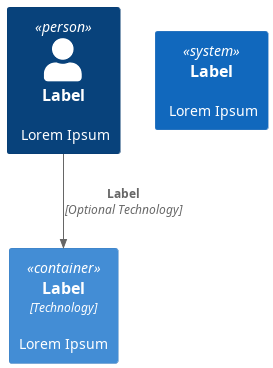 «person»
Label
Lorem Ipsum
«system»
Label
Lorem Ipsum
Label
[Optional Technology]
«container»
Label
[Technology]
Lorem Ipsum